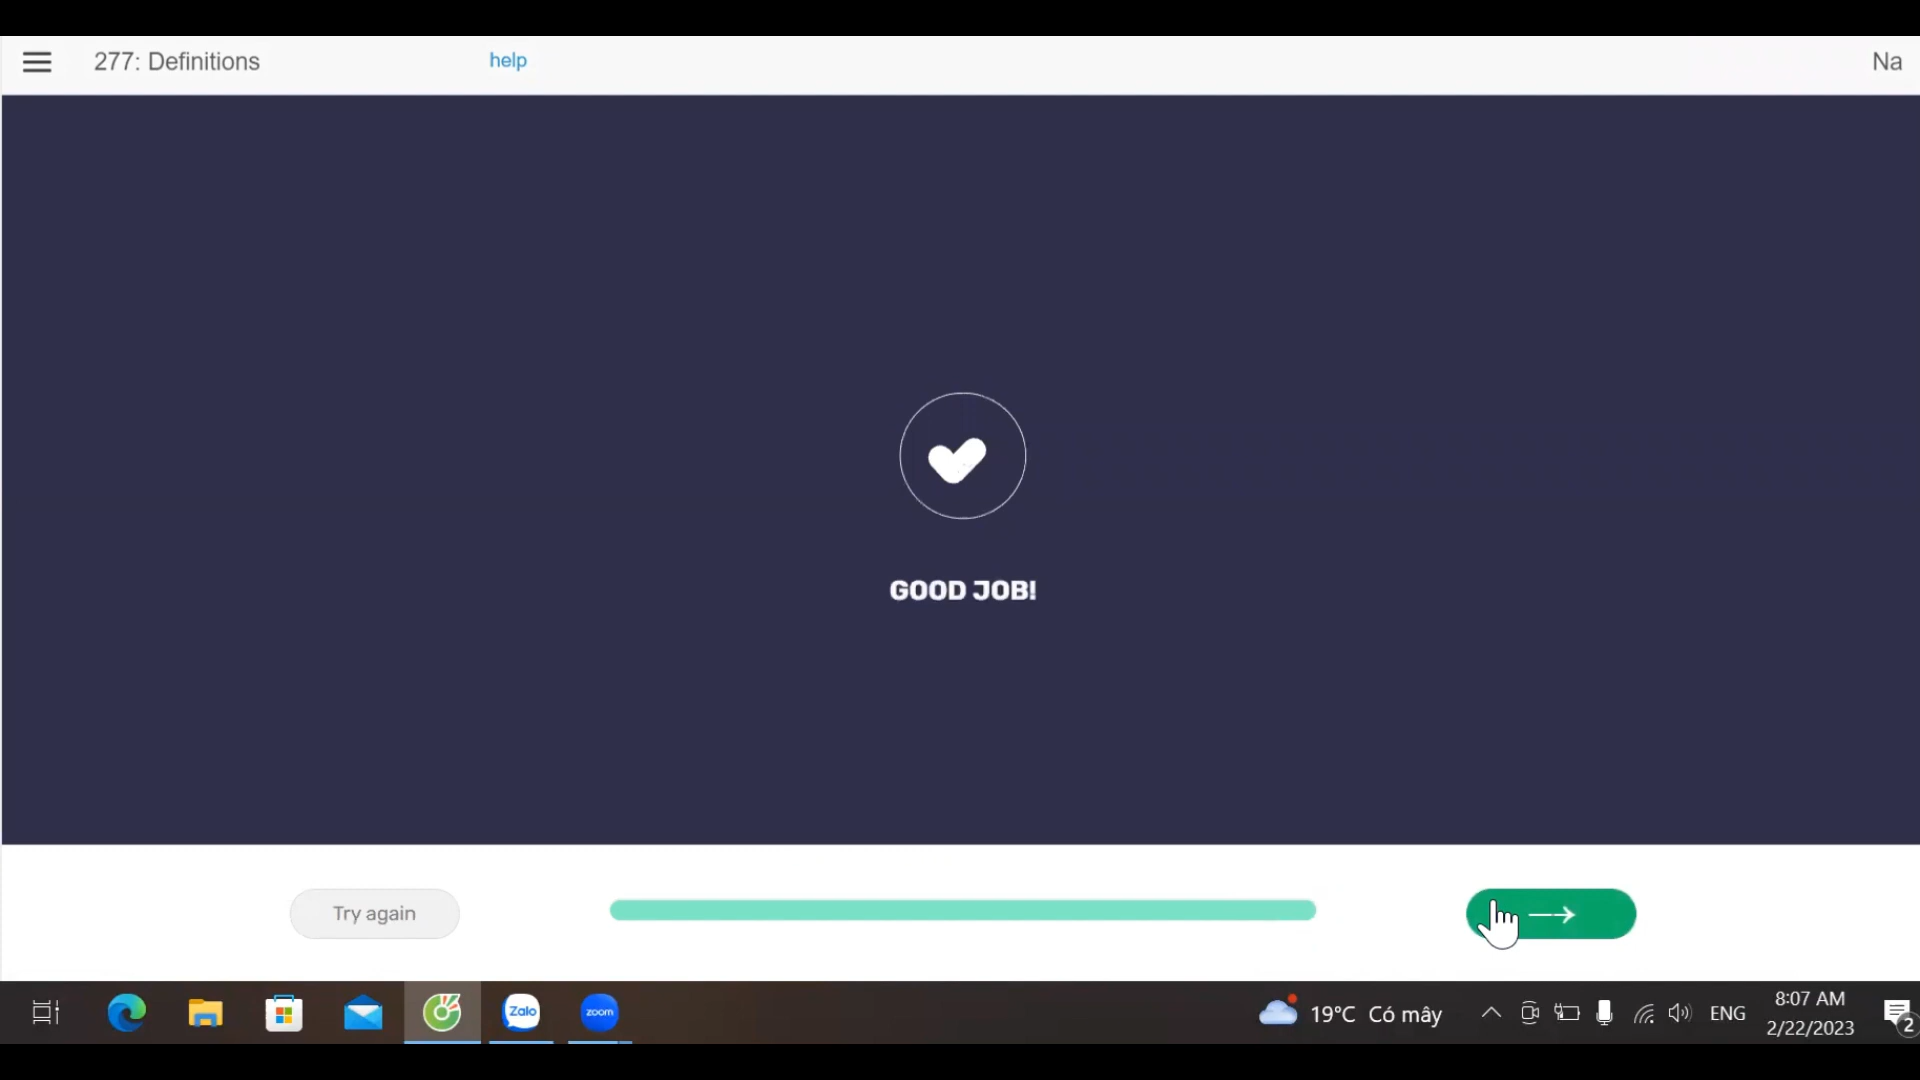 277: Definitions
help
Na
GOOD JOB!
Try again
Zalo
zoom
19°C Có mây
ENG
8:07 AM
2/22/2023
2